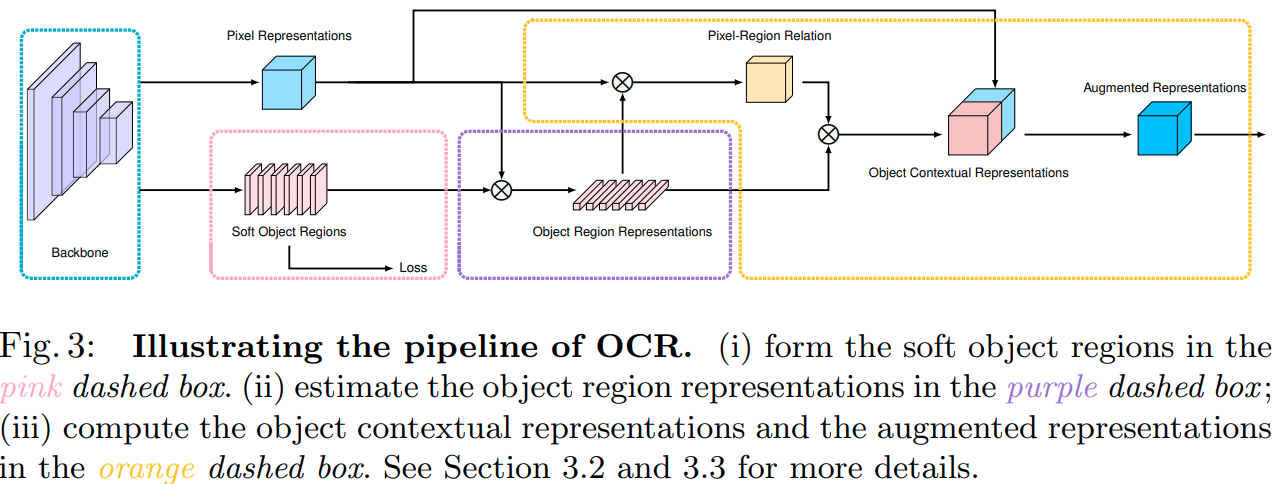 Pixel Representations
Pixel-Region Relation
Augmented Representations
Object Contextual Representations
Soft Object Regions
Object Region Representations
Backbone
Loss
Fig. 3: Illustrating the pipeline of OCR. (i) form the soft object regions in the
pink dashed box. (ii) estimate the object region representations in the purple dashed box;
(iii) compute the object contextual representations and the augmented representations
in the orange dashed box. See Section 3.2 and 3.3 for more details.